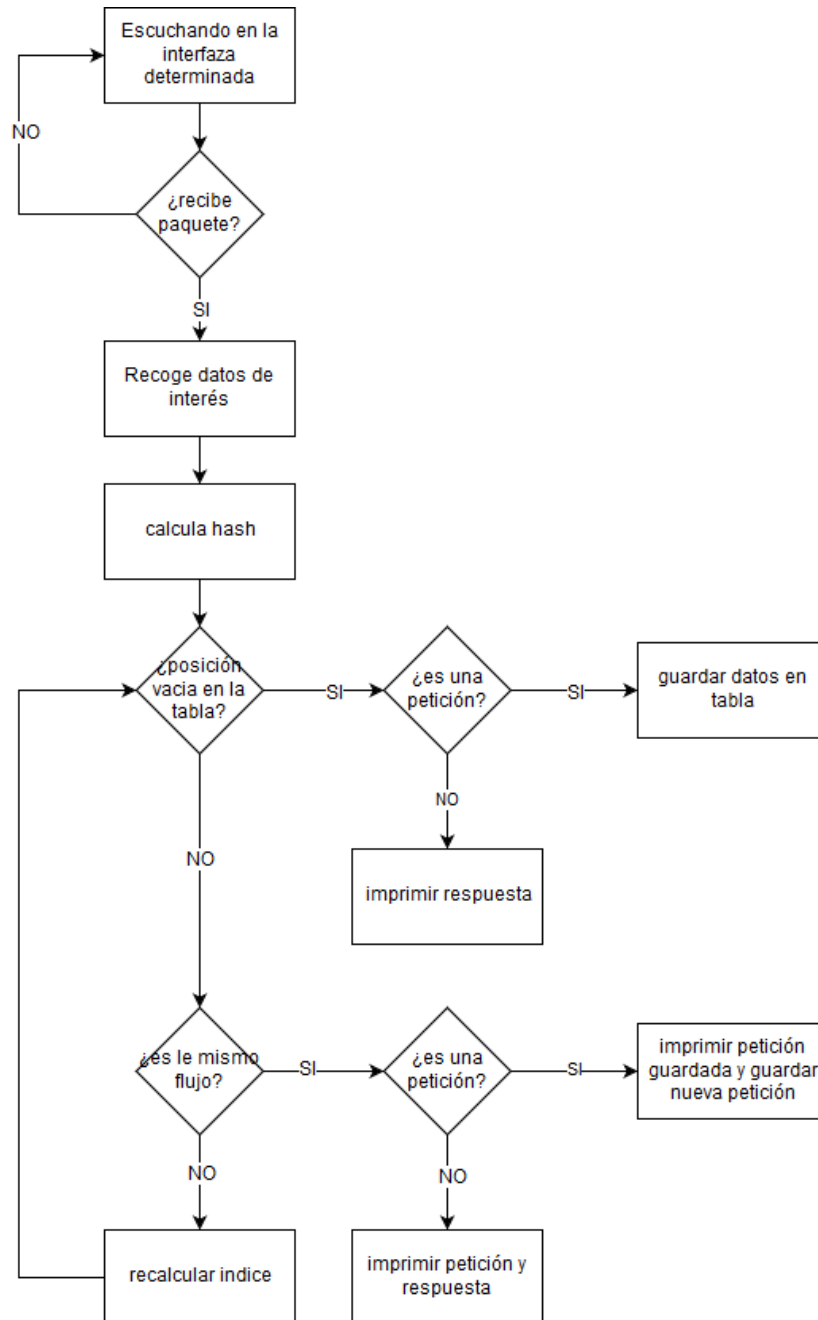 Escuchando en la
interfaza
determinada
NO
¿recibe
paquete?
SI
Recoge datos de
interés
calcula hash
¿posición
vacia en la
tabla?
SI
¿es una
petición?
SI
guardar datos en
tabla
NO
imprimir respuesta
NO
¿es le mismo
flujo?
SI
¿es una
petición?
SI
imprimir petición
guardada y guardar
nueva petición
NO
NO
recalcular indice
imprimir petición y
respuesta